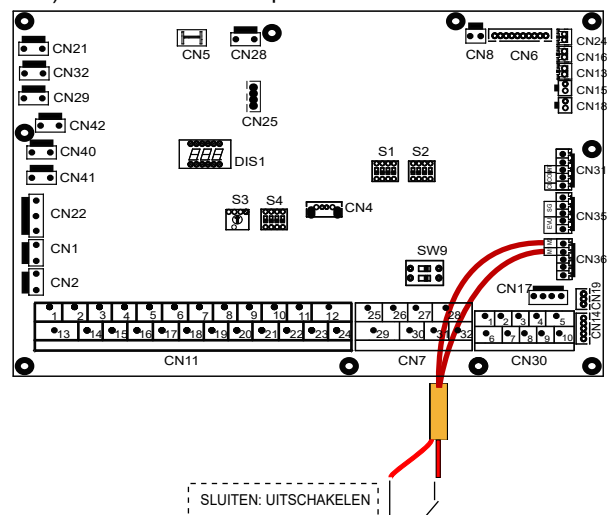 CN21
CN5
CN28
CN8
CN6
CN24
CN16
CN32
CN13
CN29
CN15
CN18
CN25
CN42
S1 S2
CN40
DIS1
CN31
CN41
S3 S4
CN4
SG
CN35
EVU
CN22
SW9
M
CN36
M
CN1
CN17
CN19
CN2
1 2 3 4 5 6 7 8 9 10 11 12
25 26 27 28
1 2 3 4 5
CN14
13 14 15 16 17 18 19 20 21 22 23 24
29 30 31 32
6 7 8 9 10
CN11
CN7
CN30
SLUITEN: UITSCHAKELEN